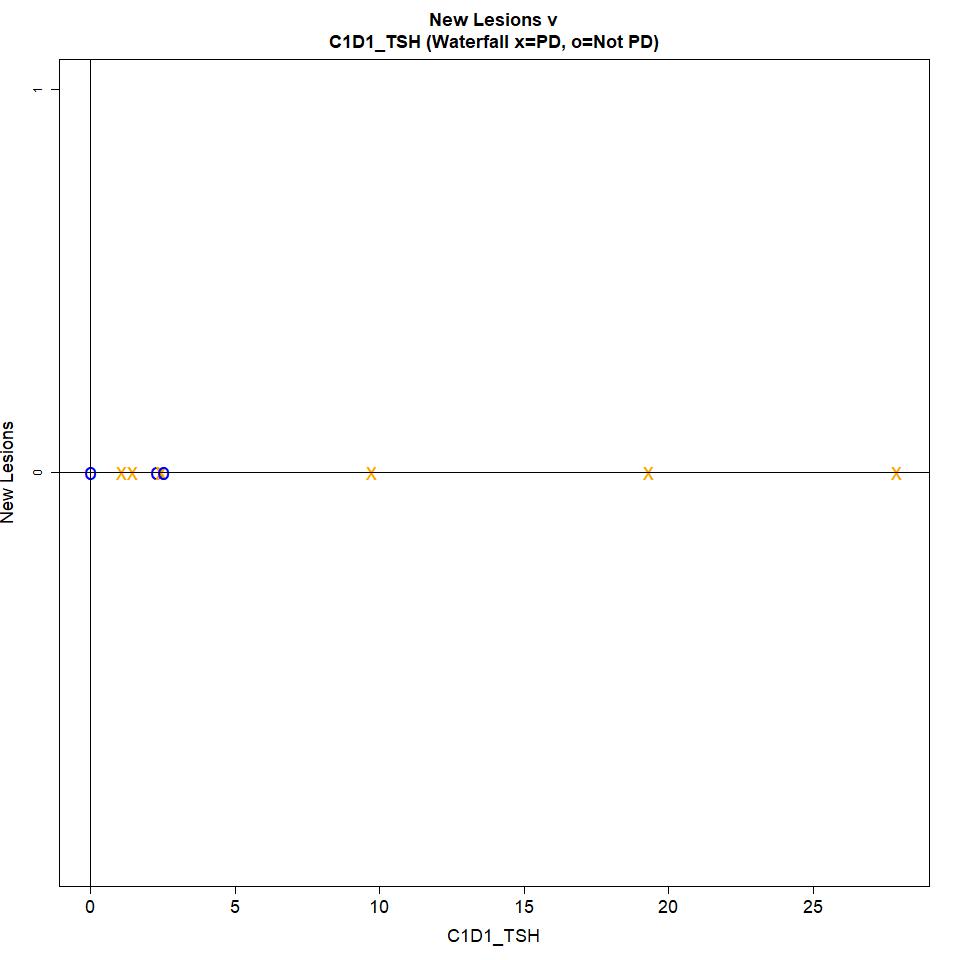 New Lesions v
C1D1_TSH (Waterfall x=PD, o=Not PD)
1
0
New Lesions
O X X O X O X X X
0 5 10 15 20 25
C1D1_TSH